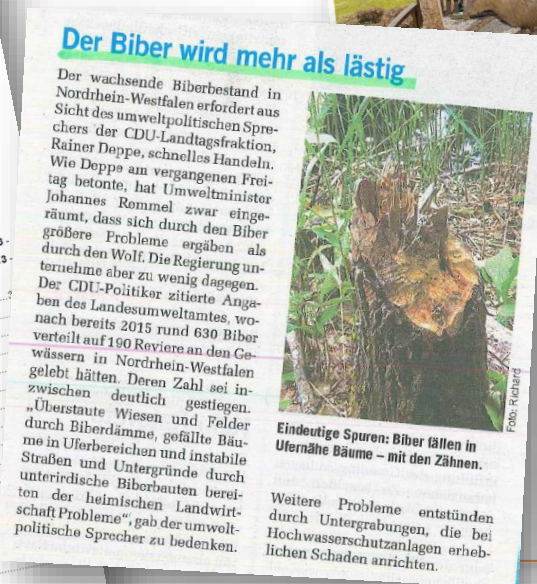 Der Biber wird mehr als lästig
Der wachsende Biberbestand in
Nordrhein-Westfalen erfordert aus
Sicht des umweltpolitischen Spre-
chers der CDU-Landtagsfraktion,
Rainer Deppe, schnelles Handeln.
Wie Deppe am vergangenen Frei-
tag betonte, hat Umweltminister
Johannes Remmel zwar einge-
räumt, dass sich durch den Biber
größere Probleme ergäben als
durch den Wolf. Die Regierung un-
ternehme aber zu wenig dagegen.
Der CDU-Politiker zitierte Anga-
ben des Landesumweltamtes, wo-
nach bereits 2015 rund 630 Biber
verteilt auf 190 Reviere an den Ge-
wässern in Nordrhein-Westfalen
gelebt hätten. Deren Zahl sei in-
zwischen deutlich gestiegen.
„Überstaute Wiesen und Felder
durch Biberdämme, gefällte Bäu-
me in Uferbereichen und instabile
Straßen und Untergründe durch
unterirdische Biberbauten berei-
ten der heimischen Landwirt-
schaft Probleme“, gab der umwelt-
politische Sprecher zu bedenken.
Foto: Richard
Eindeutige Spuren: Biber fällen in
Ufernähe Bäume – mit den Zähnen.
Weitere Probleme entstünden
durch Untergrabungen, die bei
Hochwasserschutzanlagen erheb-
lichen Schaden anrichten.